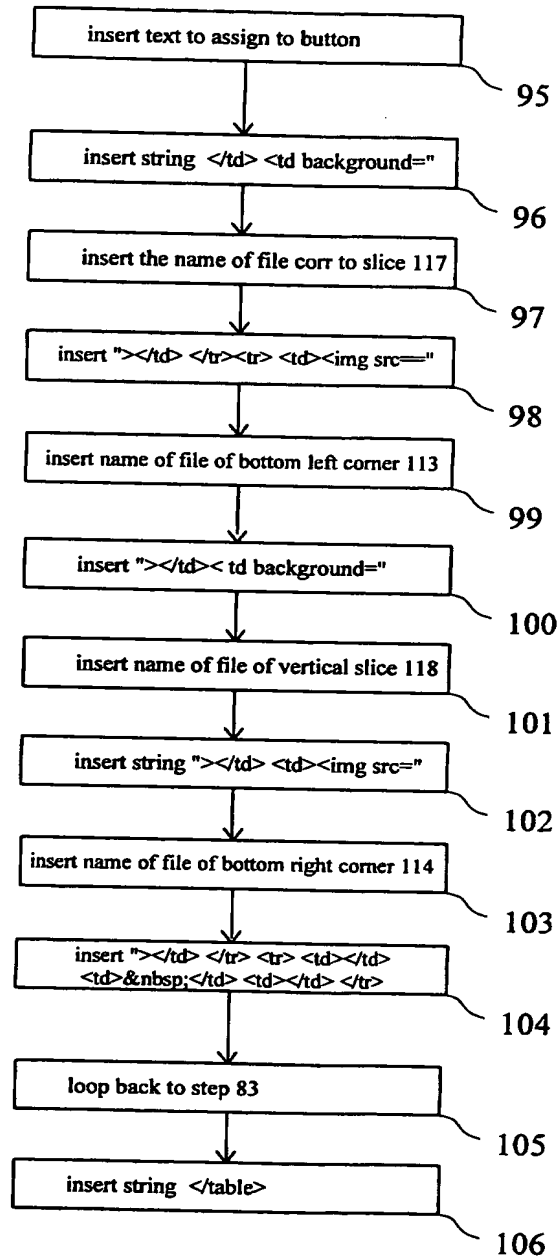 insert text to assign to button
95
insert string </td> <td background="
96
insert the name of file corr to slice 117
97
insert "></td> </tr><tr> <td><img src=="
98
insert name of file of bottom left corner 113
99
insert "></td>< td background="
100
insert name of file of vertical slice 118
101
insert string "></td> <td><img src="
102
insert name of file of bottom right corner 114
103
insert "></td> </tr> <tr> <td></td>
<td>&nbsp;</td> <td></td> </tr>
104
loop back to step 83
105
insert string </table>
106